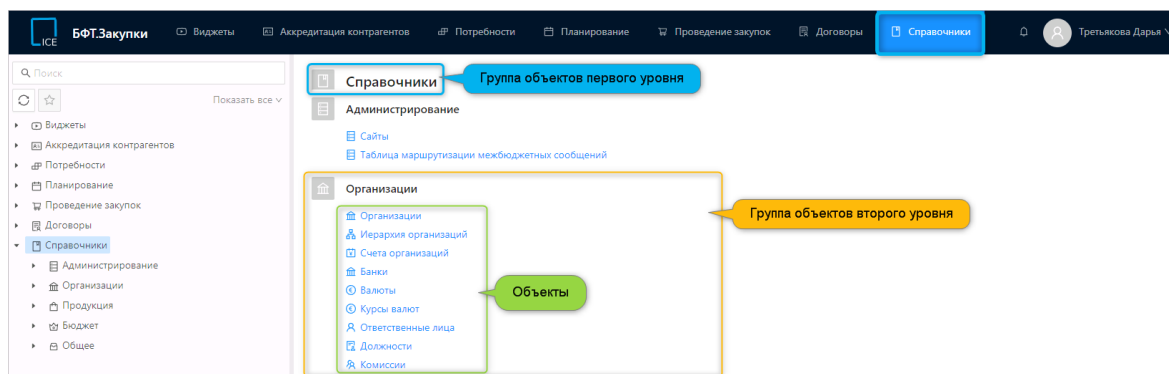 ICE БФТ.Закупки Виджеты Аккредитация контрагентов Потребности Планирование Проведение закупок Договоры Справочники Третьякова Дарья
Поиск
Показать все
Виджеты
Аккредитация контрагентов
Потребности
Планирование
Проведение закупок
Договоры
Справочники
Администрирование
Организации
Продукция
Бюджет
Общее
Справочники
Группа объектов первого уровня
Администрирование
Сайты
Таблица маршрутизации межбюджетных сообщений
Организации
Организации
Иерархия организаций
Счета организаций
Банки
Валюты
Курсы валют
Ответственные лица
Должности
Комиссии
Объекты
Группа объектов второго уровня